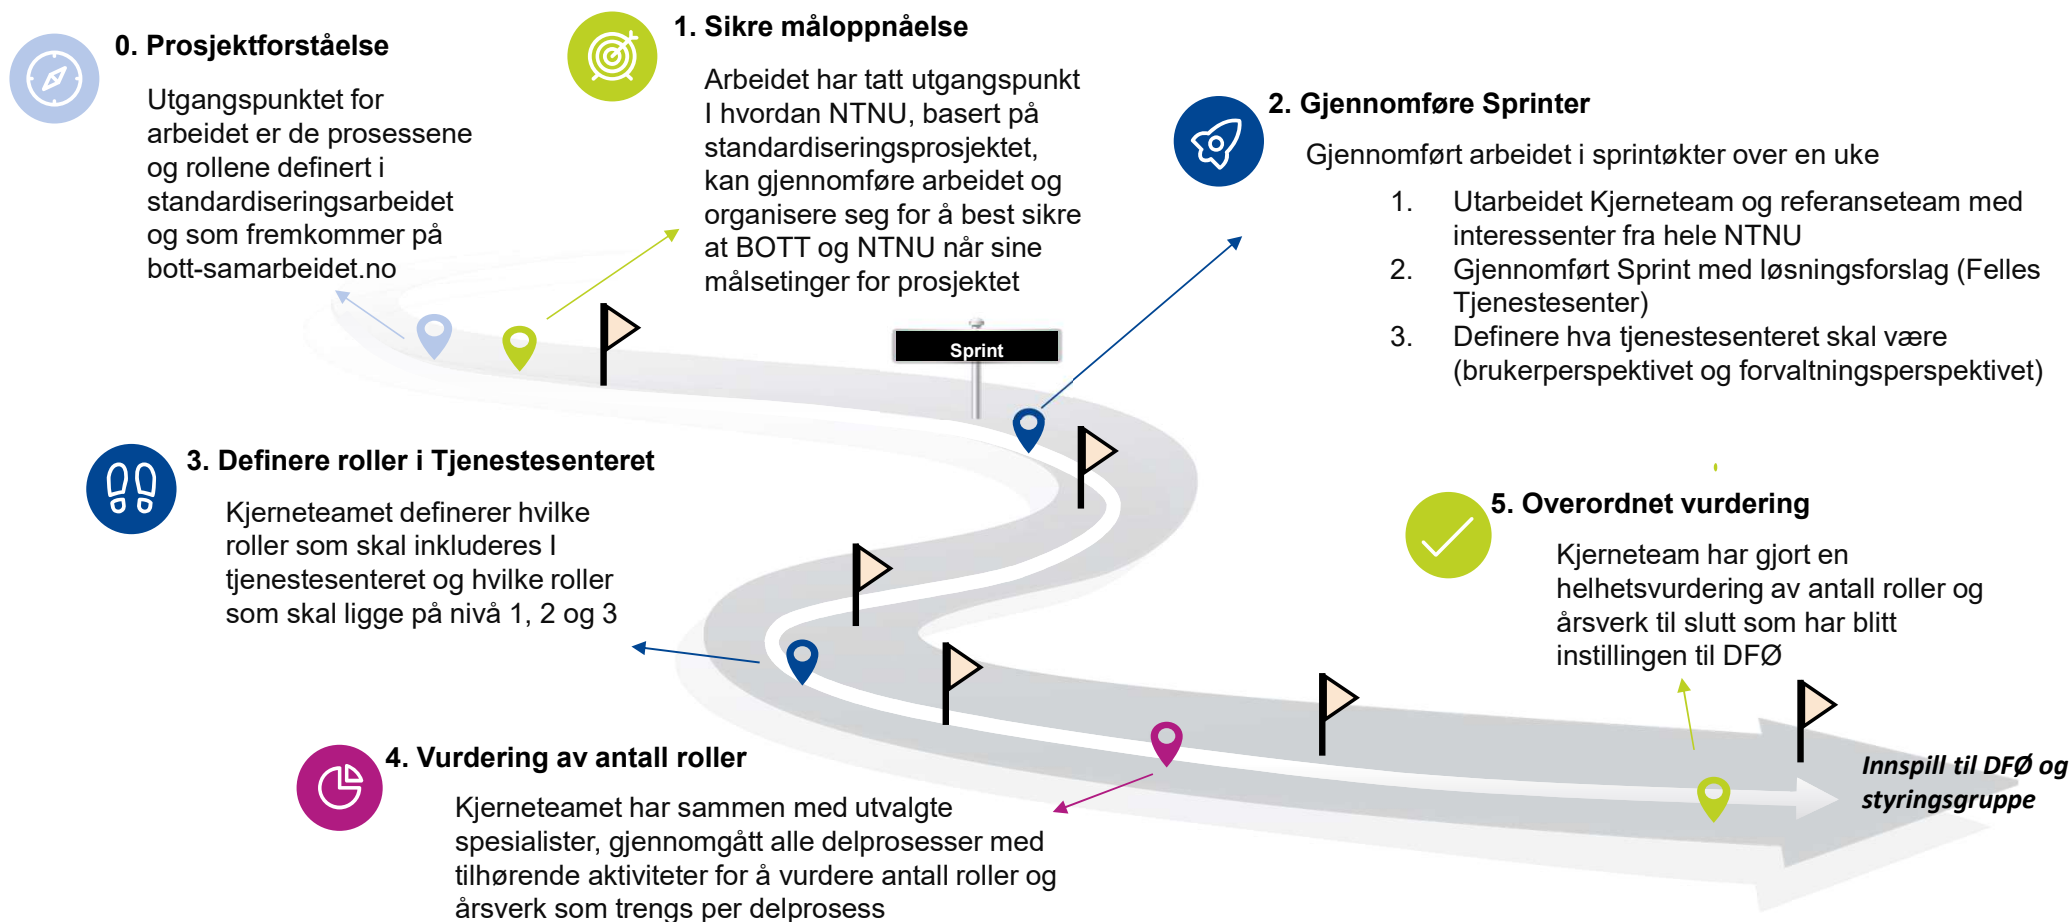 0. Prosjektforståelse
Utgangspunktet for
arbeidet er de prosessene
og rollene definert i
standardiseringsarbeidet
og som fremkommer på
bott-samarbeidet.no
1. Sikre måloppnåelse
Arbeidet har tatt utgangspunkt
I hvordan NTNU, basert på
standardiseringsprosjektet,
kan gjennomføre arbeidet og
organisere seg for å best sikre
at BOTT og NTNU når sine
målsetinger for prosjektet
2. Gjennomføre Sprinter
Gjennomført arbeidet i sprintøkter over en uke
1. Utarbeidet Kjerneteam og referanseteam med
interessenter fra hele NTNU
2. Gjennomført Sprint med løsningsforslag (Felles
Tjenestesenter)
3. Definere hva tjenestesenteret skal være
(brukerperspektivet og forvaltningsperspektivet)
Sprint
3. Definere roller i Tjenestesenteret
Kjerneteamet definerer hvilke
roller som skal inkluderes I
tjenestesenteret og hvilke roller
som skal ligge på nivå 1, 2 og 3
4. Vurdering av antall roller
Kjerneteamet har sammen med utvalgte
spesialister, gjennomgått alle delprosesser med
tilhørende aktiviteter for å vurdere antall roller og
årsverk som trengs per delprosess
5. Overordnet vurdering
Kjerneteam har gjort en
helhetsvurdering av antall roller og
årsverk til slutt som har blitt
instillingen til DFØ
Innspill til DFØ og
styringsgruppe